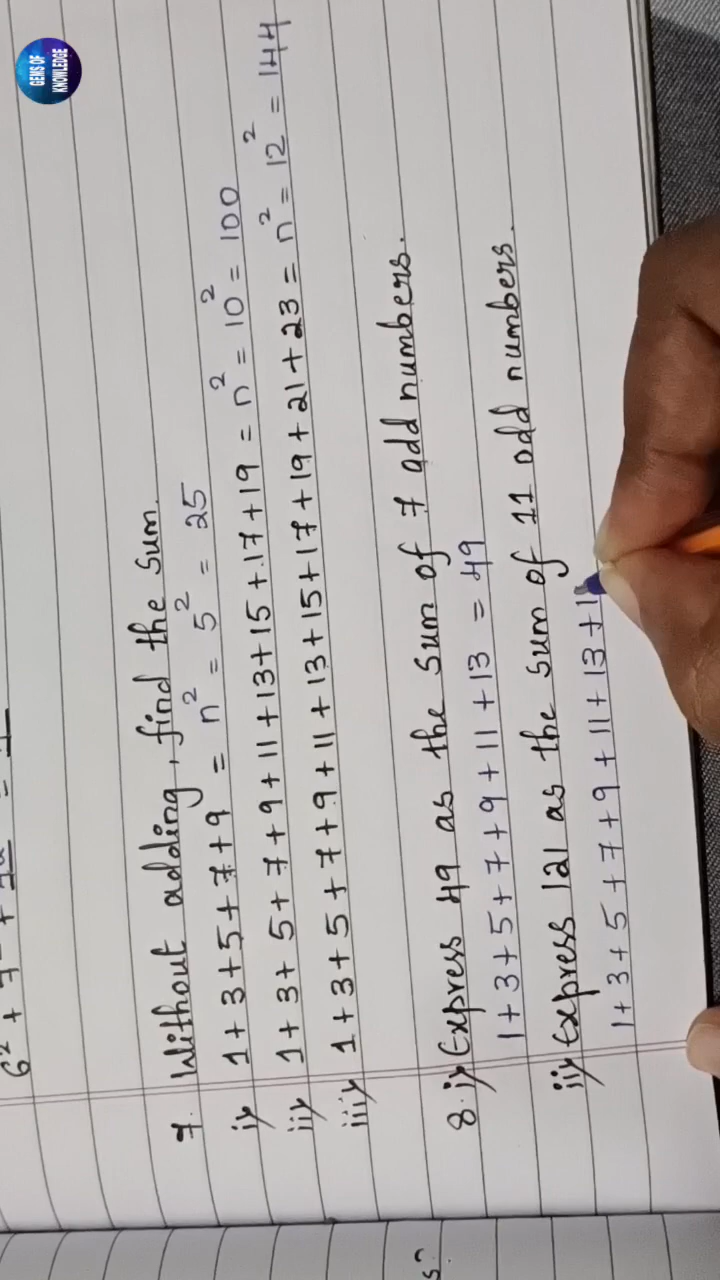 GEMS OF
KNOWLEDGE
7. Without adding, find the sum.
i) 1+3+5+7+9 = n² = 5² = 25
ii) 1+3+5+7+9+11+13+15+17+19 = n² = 10² = 100
iii) 1+3+5+7+9+11+13+15+17+19+21+23 = n² = 12² = 144
8. i) Express 49 as the sum of 7 add numbers.
1+3+5+7+9+11+13 = 49
ii) Express 121 as the sum of 11 odd numbers.
1+3+5+7+9+11+13+1